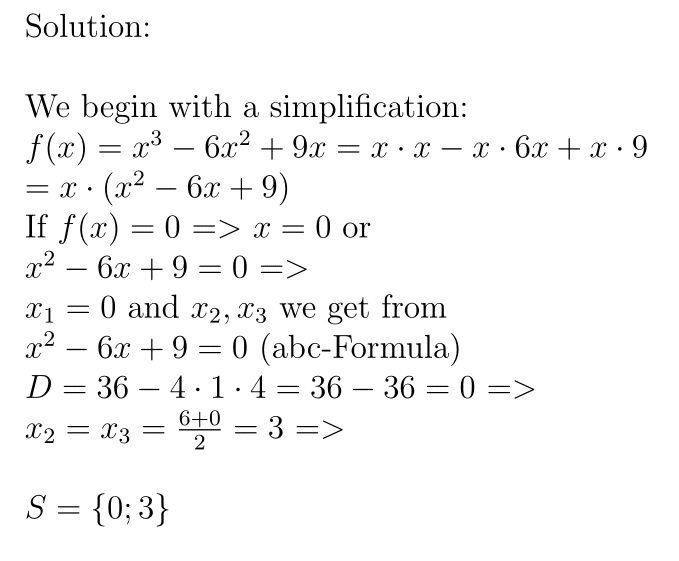 Solution:
We begin with a simplification:
f(x) = x³ − 6x² + 9x = x · x − x · 6x + x · 9
= x · (x² − 6x + 9)
If f(x) = 0 => x = 0 or
x² − 6x + 9 = 0 =>
x₁ = 0 and x₂, x₃ we get from
x² − 6x + 9 = 0 (abc-Formula)
D = 36 − 4 · 1 · 4 = 36 − 36 = 0 =>
x₂ = x₃ = (6+0)/2 = 3 =>
S = {0; 3}